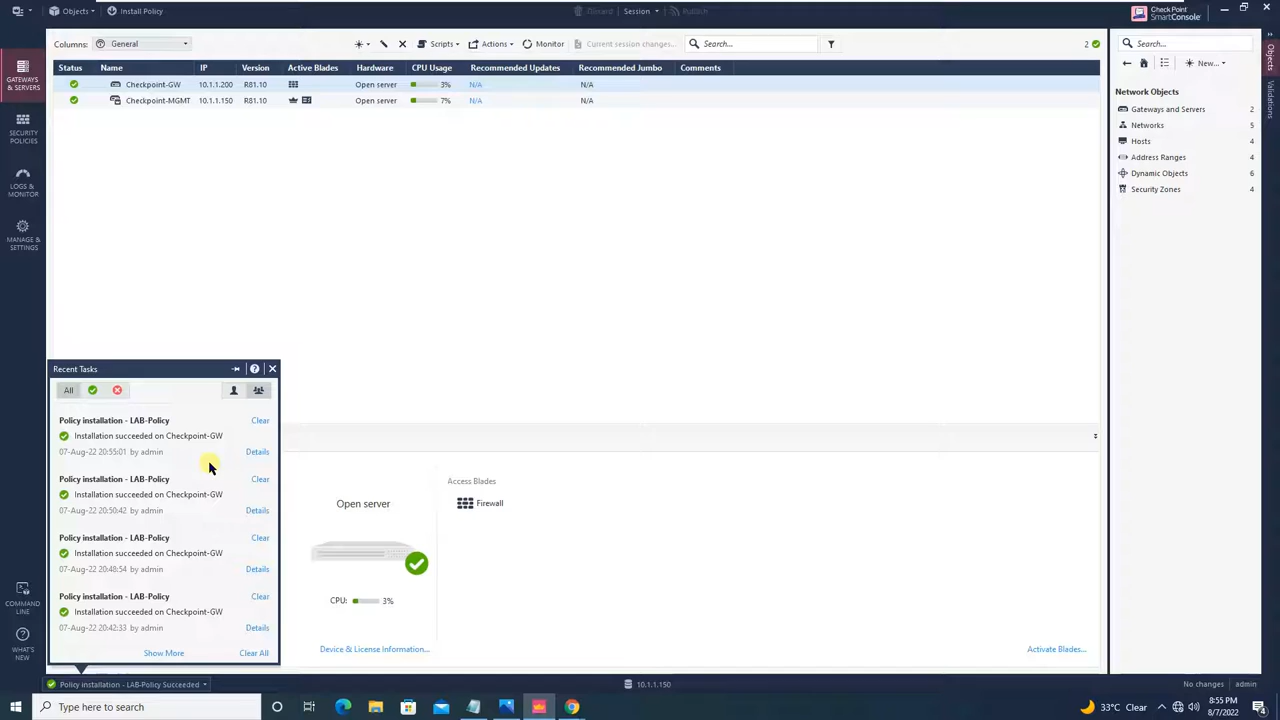 Objects
Install Policy
Discard
Session
Publish
Check Point
SmartConsole
Columns:
General
Scripts
Actions
Monitor
Current session changes...
Search...
2
Status
Name
IP
Version
Active Blades
Hardware
CPU Usage
Recommended Updates
Recommended Jumbo
Comments
Checkpoint-GW
10.1.1.200
R81.10
Open server
3%
N/A
N/A
Checkpoint-MGMT
10.1.1.150
R81.10
Open server
7%
N/A
N/A
GATEWAYS
& SERVERS
SECURITY
POLICIES
LOGS &
MONITOR
MANAGE &
SETTINGS
COMMAND
LINE
WHAT'S
NEW
Search...
New...
Network Objects
Gateways and Servers 2
Networks 5
Hosts 4
Address Ranges 4
Dynamic Objects 6
Security Zones 4
Objects
Validations
Recent Tasks
All
Policy installation - LAB-Policy
Clear
Installation succeeded on Checkpoint-GW
07-Aug-22 20:55:01 by admin
Details
Policy installation - LAB-Policy
Clear
Installation succeeded on Checkpoint-GW
07-Aug-22 20:50:42 by admin
Details
Policy installation - LAB-Policy
Clear
Installation succeeded on Checkpoint-GW
07-Aug-22 20:48:54 by admin
Details
Policy installation - LAB-Policy
Clear
Installation succeeded on Checkpoint-GW
07-Aug-22 20:42:33 by admin
Details
Show More
Clear All
Open server
CPU:
3%
Device & License Information...
Access Blades
Firewall
Activate Blades...
Policy installation - LAB-Policy Succeeded
10.1.1.150
No changes
admin
Type here to search
33°C Clear
8:55 PM
8/7/2022
4